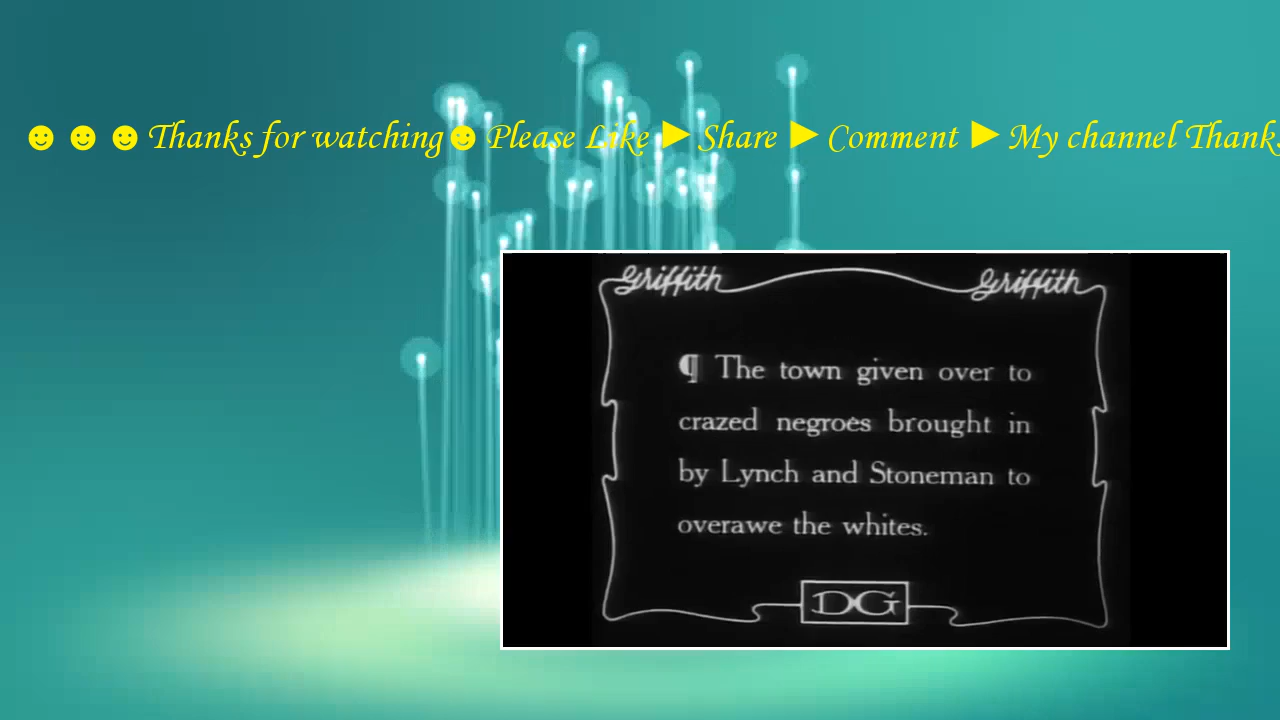 ☻☻☻Thanks for watching☻Please Like ►Share ►Comment ►My channel Thanks
Griffith Griffith
¶ The town given over to
crazed negroes brought in
by Lynch and Stoneman to
overawe the whites.
DG